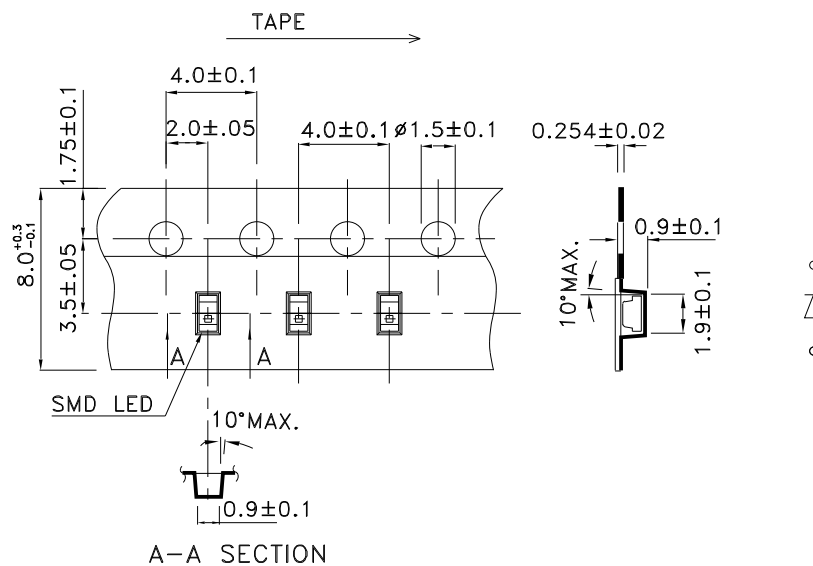 TAPE
4.0±0.1
2.0±.05
4.0±0.1
ø1.5±0.1
0.254±0.02
1.75±0.1
8.0+0.3-0.1
3.5±.05
0.9±0.1
10°MAX.
1.9±0.1
A
A
SMD LED
10°MAX.
0.9±0.1
A-A SECTION